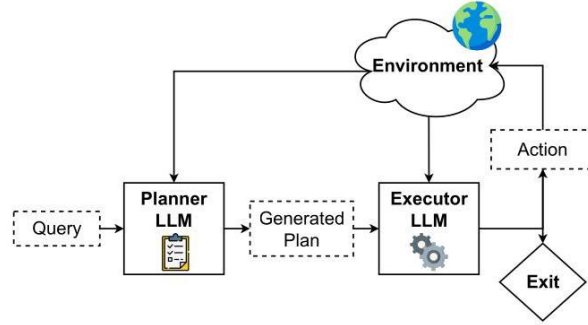 Environment
Action
Query
Planner
LLM
Generated
Plan
Executor
LLM
Exit